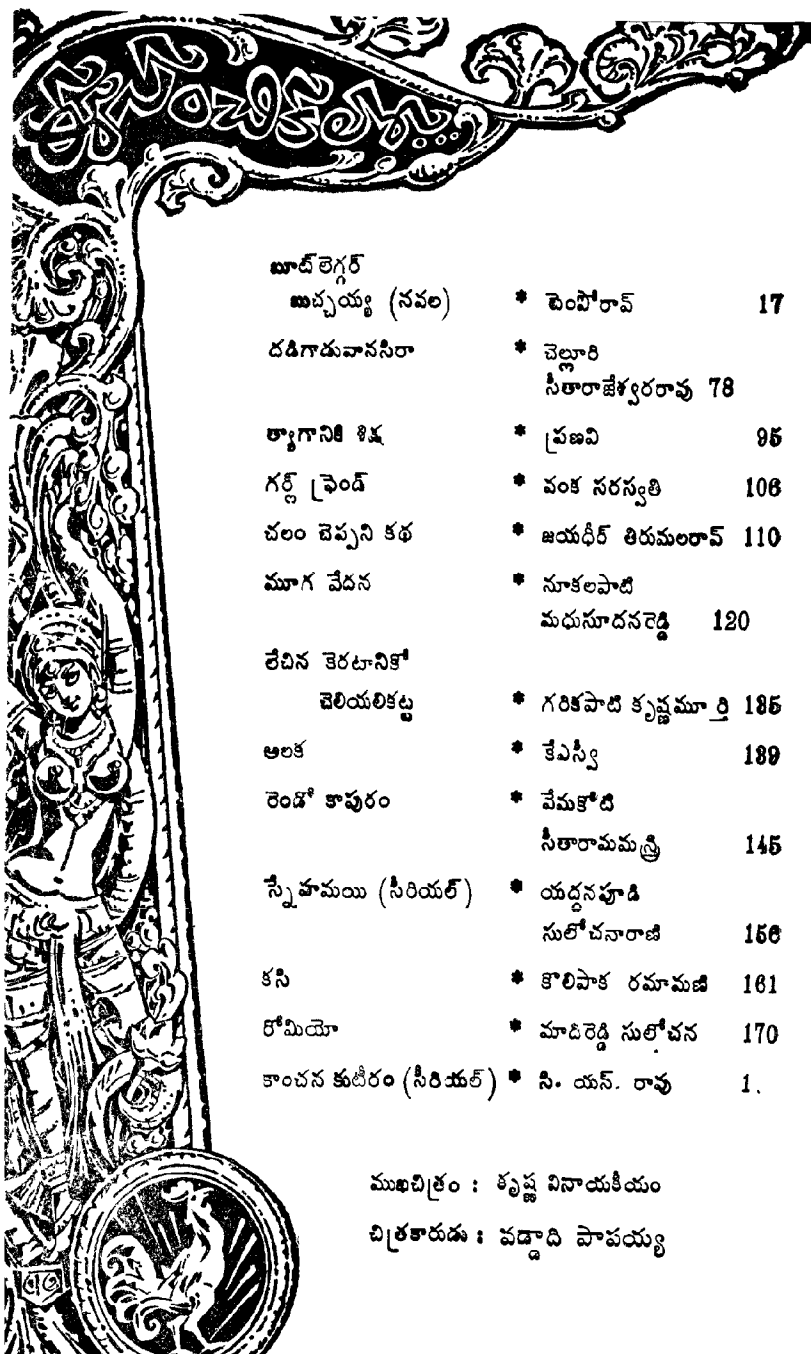 ఈసంచికలో...
బూట్‌లెగ్గర్
బుచ్చయ్య (నవల) * టెంపోరావ్ 17
దడిగాడువానసిరా * చెల్లూరి
సీతారాజేశ్వరరావు 78
త్యాగానికి శిక్ష * ప్రణవి 95
గర్ల్ ఫ్రెండ్ * వంక సరస్వతి 106
చలం చెప్పని కథ * జయధీర్ తిరుమలరావ్ 110
మూగ వేదన * నూకలపాటి
మధుసూదనరెడ్డి 120
లేచిన కెరటానికో
చెలియలికట్ట * గరికపాటి కృష్ణమూర్తి 135
అలక * కేఎస్వీ 139
రెండో కాపురం * వేమకోటి
సీతారామశాస్త్రి 145
స్నేహమయి (సీరియల్) * యద్దనపూడి
సులోచనారాణి 156
కసి * కొలిపాక రమామణి 161
రోమియో * మాదిరెడ్డి సులోచన 170
కాంచన కుటీరం (సీరియల్) * సి. యస్. రావు 1.
ముఖచిత్రం : కృష్ణ వినాయకీయం
చిత్రకారుడు : వడ్డాది పాపయ్య